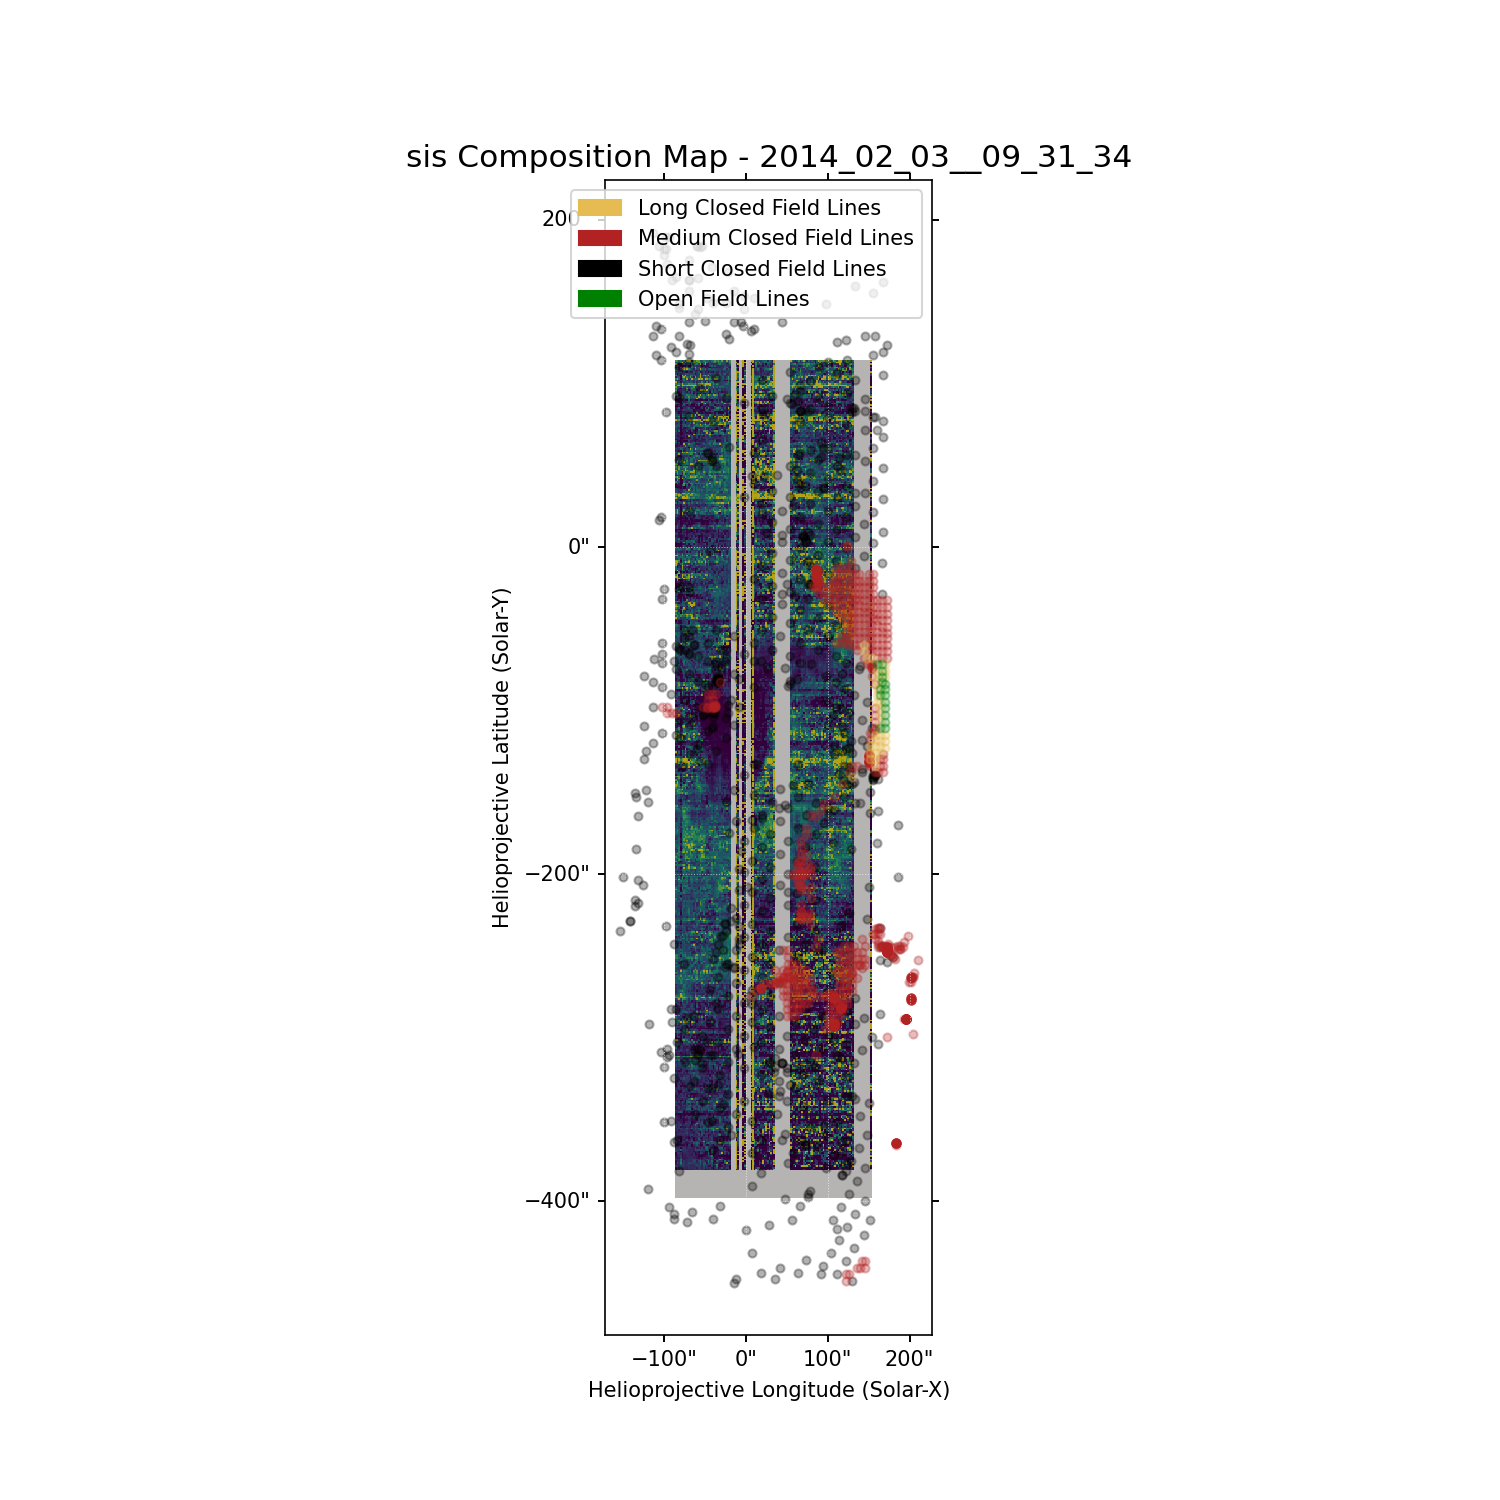 sis Composition Map - 2014_02_03__09_31_34
Long Closed Field Lines
Medium Closed Field Lines
Short Closed Field Lines
Open Field Lines
200
0"
−200"
−400"
Helioprojective Latitude (Solar-Y)
−100" 0" 100" 200"
Helioprojective Longitude (Solar-X)